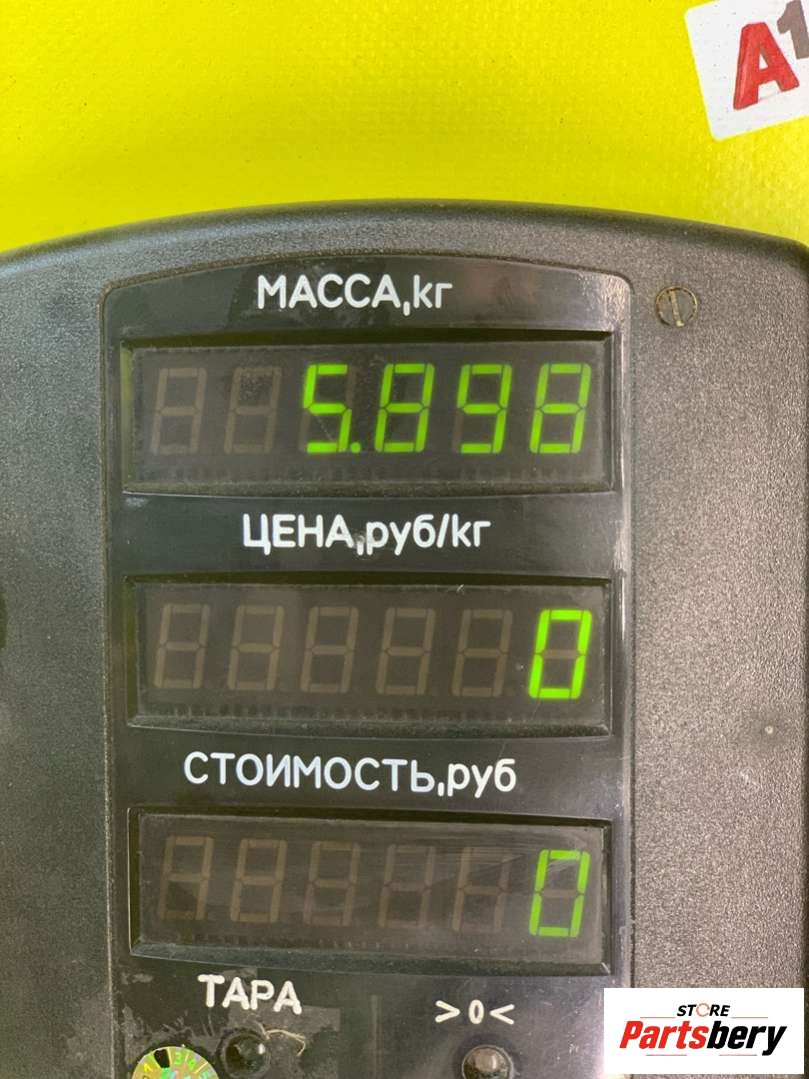 A1
МАССА,кг
5.898
ЦЕНА,руб/кг
0
СТОИМОСТЬ,руб
0
ТАРА >0<
STORE
Partsbery